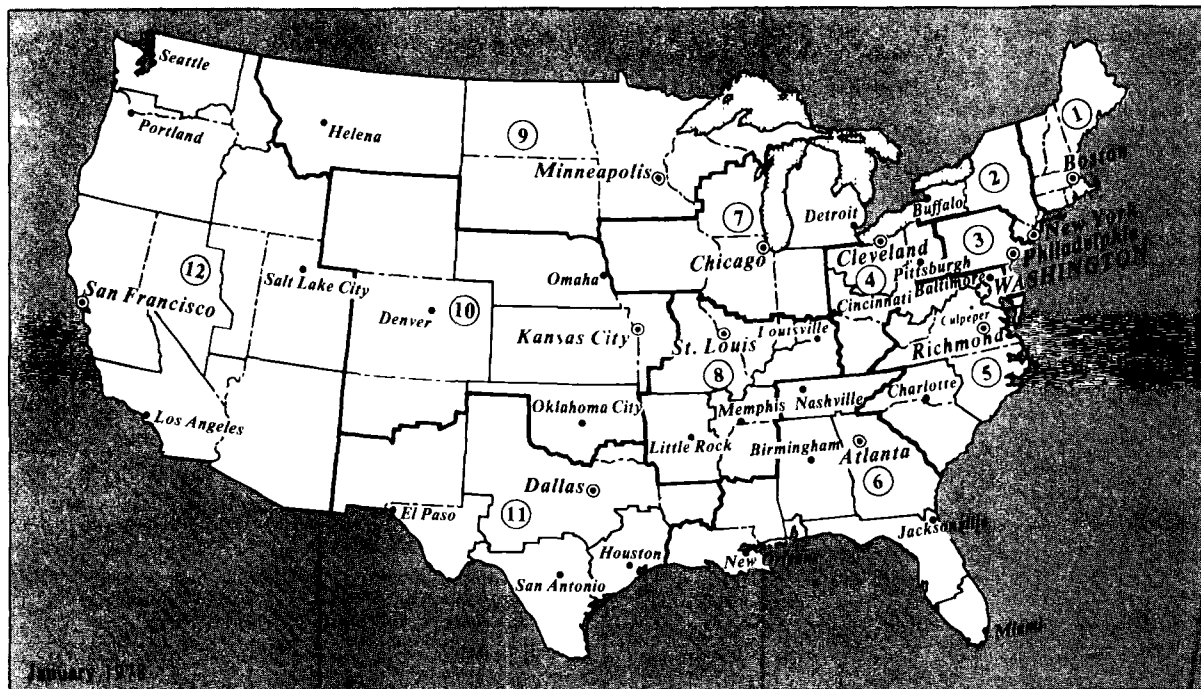 Seattle
Portland
Helena
9
Minneapolis
1
Boston
2
Buffalo
7
Detroit
New York
3
Philadelphia
Cleveland
Pittsburgh
4
Chicago
WASHINGTON
Baltimore
Cincinnati
12
Salt Lake City
San Francisco
Omaha
10
Denver
Kansas City
St. Louis
Louisville
Culpeper
Richmond
8
5
Charlotte
Memphis
Nashville
Los Angeles
Oklahoma City
Little Rock
Birmingham
Atlanta
6
Dallas
11
El Paso
Houston
San Antonio
New
Jacksonville
Miami
January